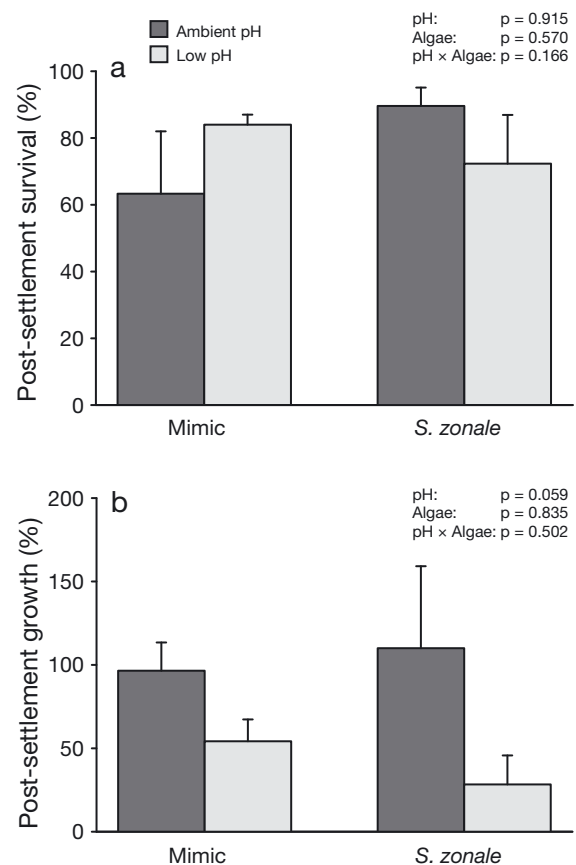 Ambient pH
Low pH
pH: p = 0.915
Algae: p = 0.570
pH × Algae: p = 0.166
a
Post-settlement survival (%)
100
80
60
40
20
0
Mimic
S. zonale
b
pH: p = 0.059
Algae: p = 0.835
pH × Algae: p = 0.502
Post-settlement growth (%)
200
150
100
50
0
Mimic
S. zonale